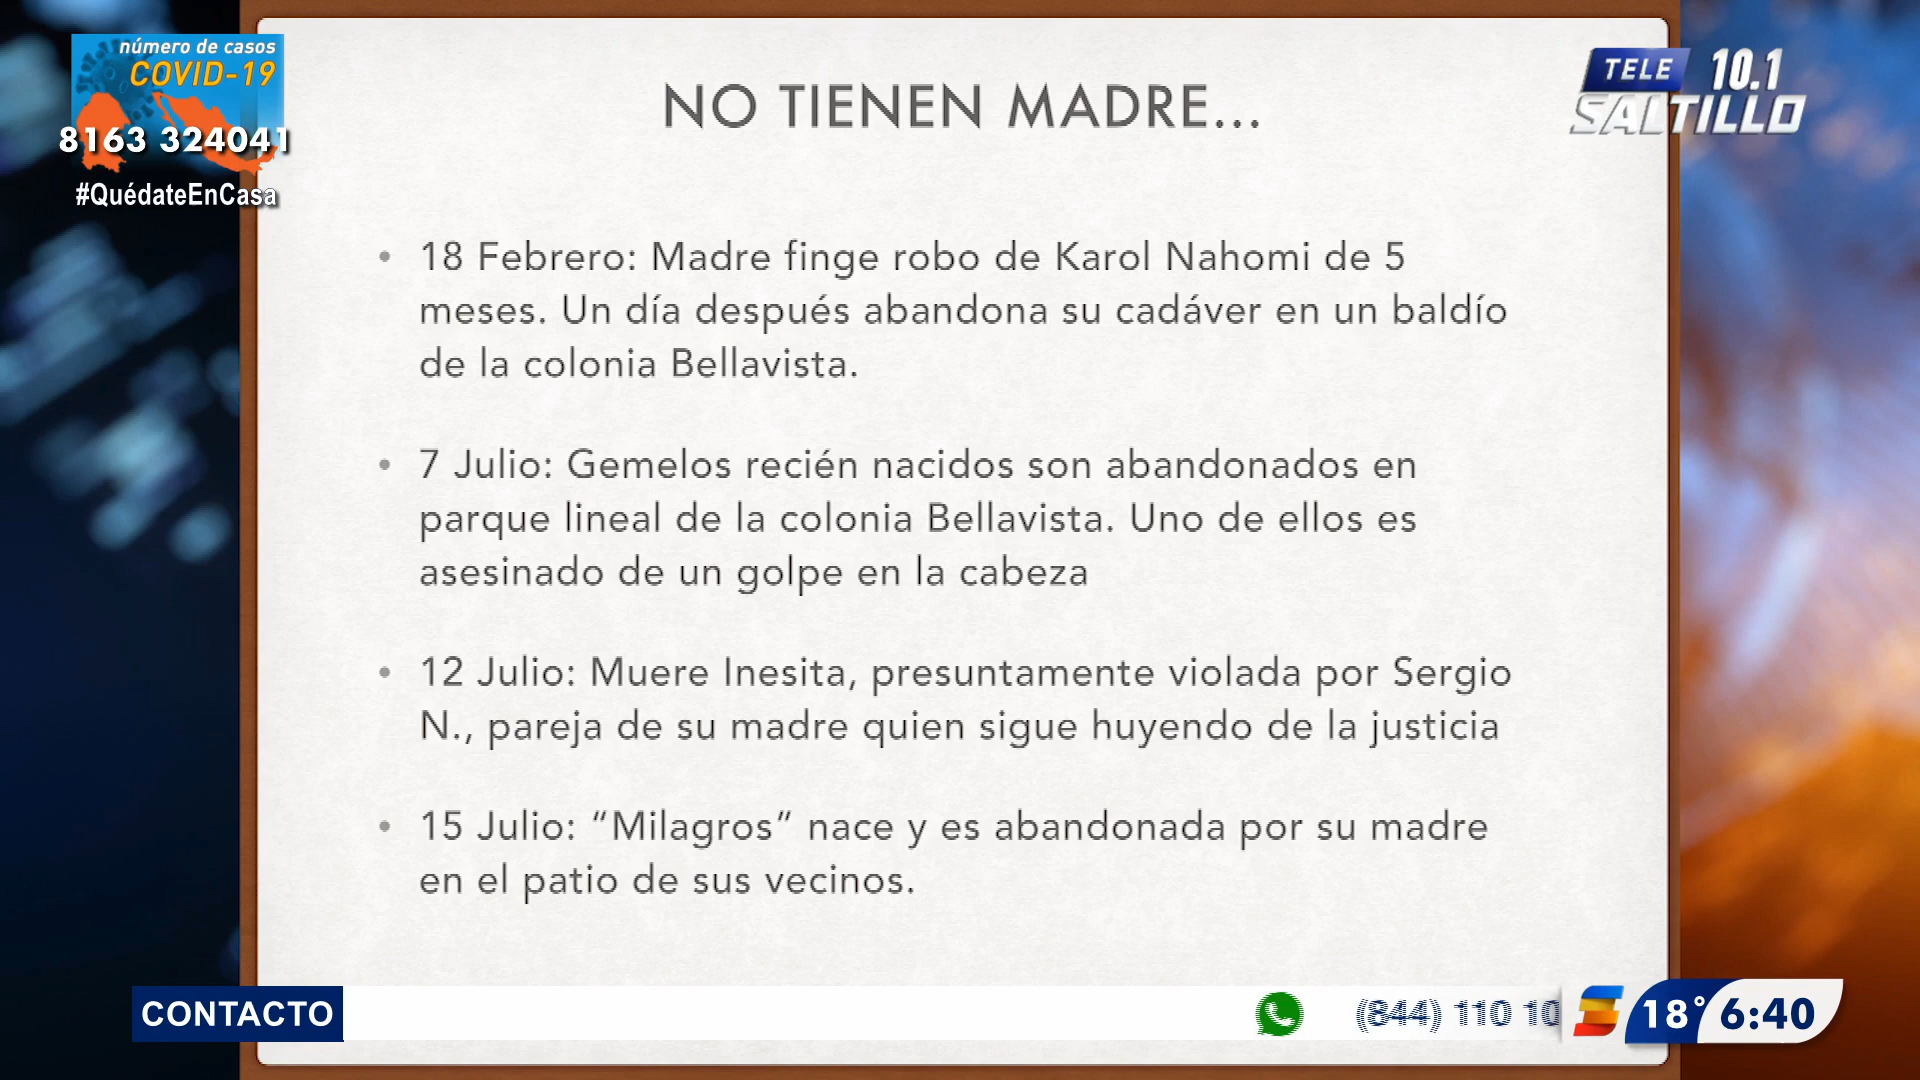 número de casos
COVID-19
8163 324041
#QuédateEnCasa
TELE 10.1
SALTILLO
NO TIENEN MADRE...
• 18 Febrero: Madre finge robo de Karol Nahomi de 5
meses. Un día después abandona su cadáver en un baldío
de la colonia Bellavista.
• 7 Julio: Gemelos recién nacidos son abandonados en
parque lineal de la colonia Bellavista. Uno de ellos es
asesinado de un golpe en la cabeza
• 12 Julio: Muere Inesita, presuntamente violada por Sergio
N., pareja de su madre quien sigue huyendo de la justicia
• 15 Julio: “Milagros” nace y es abandonada por su madre
en el patio de sus vecinos.
CONTACTO
(844) 110 10
18° 6:40